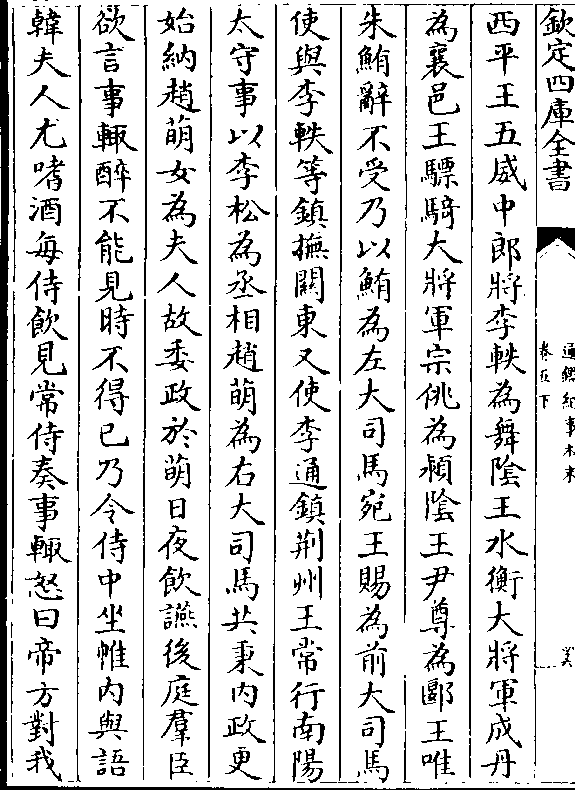 欽定四庫全書
通鑑紀事本末
卷五下
西平王五威中郎將李軼為舞陰王水衡大將軍成丹
為襄邑王驃騎大將軍宗佻為潁陰王尹尊為郾王唯
朱鮪辭不受乃以鮪為左大司馬宛王賜為前大司馬
使與李軼等鎮撫關東又使李通鎮荆州王常行南陽
太守事以李松為丞相趙萌為右大司馬共秉內政更
始納趙萌女為夫人故委政於萌日夜飲讌後庭羣臣
欲言事輙醉不能見時不得已乃令侍中坐帷內與語
韓夫人尤嗜酒每侍飲見常侍奏事輙怒曰帝方對我